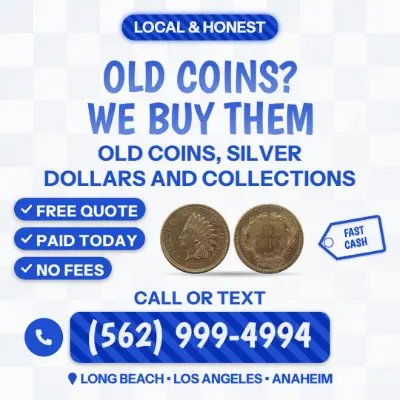 LOCAL & HONEST
OLD COINS?
WE BUY THEM
OLD COINS, SILVER
DOLLARS AND COLLECTIONS
FREE QUOTE
PAID TODAY
NO FEES
FAST
CASH
CALL OR TEXT
(562) 999-4994
LONG BEACH • LOS ANGELES • ANAHEIM